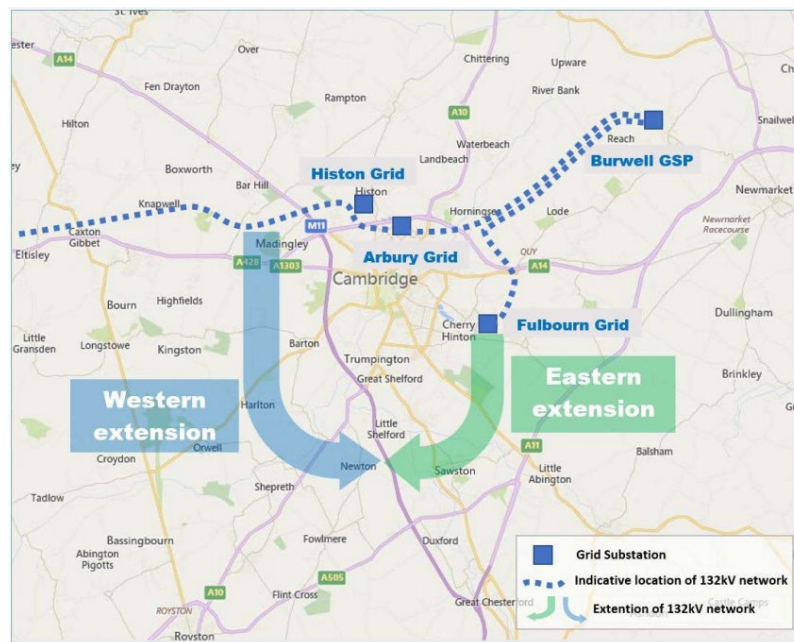 St. Ives
ester
A14
Over
Chittering
Upware
Fen Drayton
River Bank
Rampton
A10
Hilton
Waterbeach
Reach
Snailwel
Landbeach
Burwell GSP
Boxworth
Histon Grid
Bar Hill
Histon
Knapwell
Newmarket
Horningsea
Lode
M11
Newmarket
Racecourse
Caxton
Gibbet
Madingley
Arbury Grid
Eltisley
QUY
A428
A1303
A14
Cambridge
Bourn
Highfields
Cherry
Hinton
Fulbourn Grid
Dullingham
Little
Gransden
Longstowe
Kingston
Barton
Trumpington
Great Shelford
Brinkley
Western
extension
Eastern
extension
Harlton
Little
Shelford
A11
Croydon
Orwell
Balsham
Newton
Sawston
Little
Abington
Tadlow
Shepreth
Bassingbourn
Fowlmere
Duxford
Abington
Pigotts
A505
ROYSTON
A10
Flint Cross
Great Chesterford
Castle Camps
Royston
Grid Substation
Indicative location of 132kV network
Extention of 132kV network